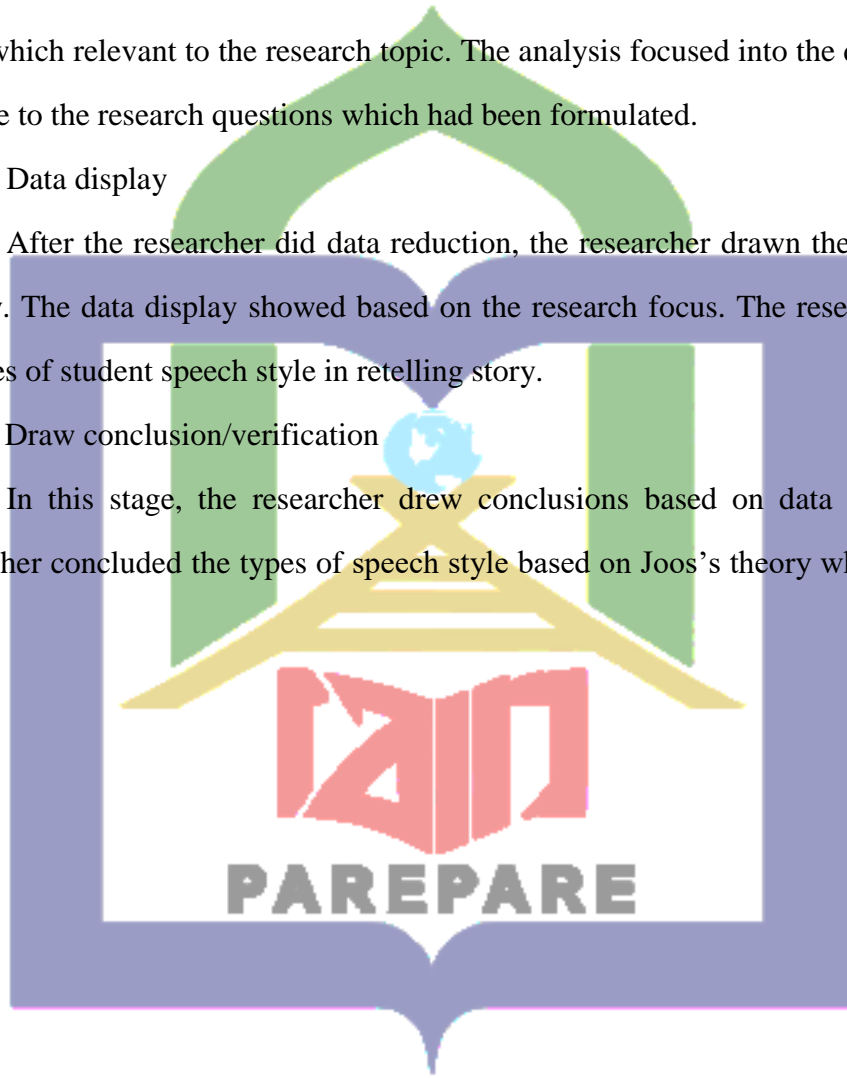 which relevant to the research topic. The analysis focused into the
e to the research questions which had been formulated.
Data display
After the researcher did data reduction, the researcher drawn the
. The data display showed based on the research focus. The rese
es of student speech style in retelling story.
Draw conclusion/verification
In this stage, the researcher drew conclusions based on data
her concluded the types of speech style based on Joos's theory wh
iain
PAREPARE